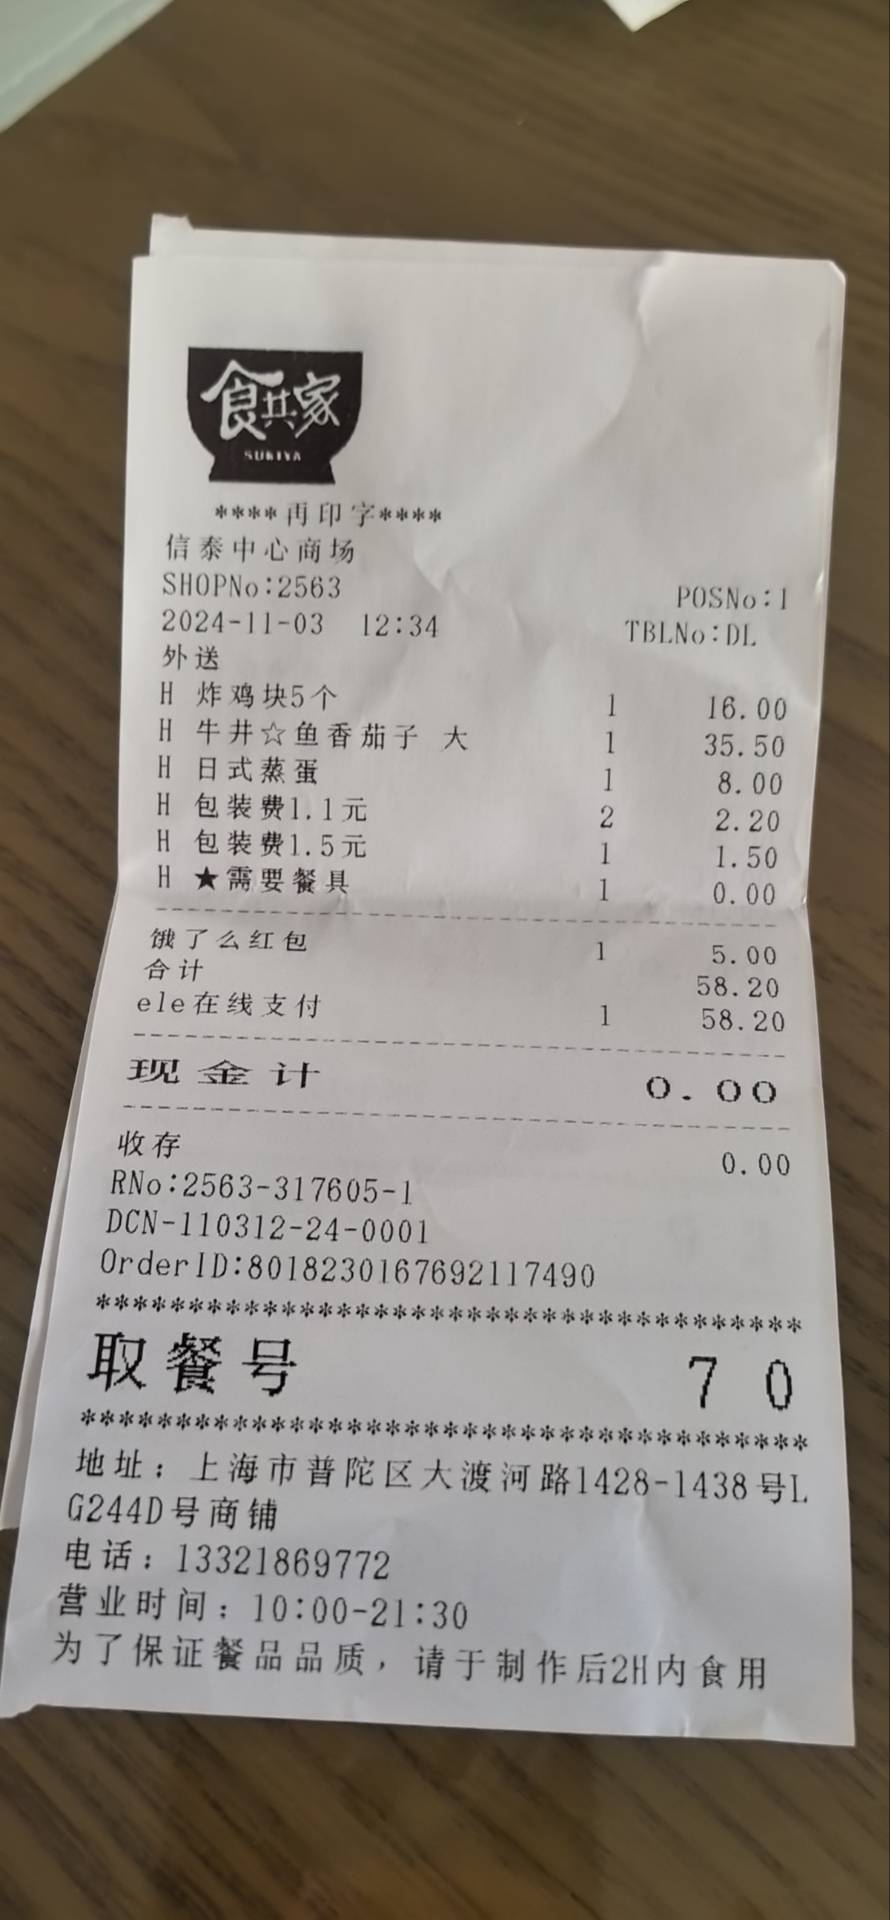 食其家
SUKIYA
****再印字****
信泰中心商场
SHOPNo:2563 POSNo:1
2024-11-03 12:34 TBLNo:DL
外送
H 炸鸡块5个 1 16.00
H 牛井☆鱼香茄子 大 1 35.50
H 日式蒸蛋 1 8.00
H 包装费1.1元 2 2.20
H 包装费1.5元 1 1.50
H ★需要餐具 1 0.00
饿了么红包 1 5.00
合计 58.20
ele在线支付 1 58.20
现金计 0.00
收存 0.00
RNo:2563-317605-1
DCN-110312-24-0001
OrderID:8018230167692117490
****************************************
取餐号 70
****************************************
地址：上海市普陀区大渡河路1428-1438号L
G244D号商铺
电话：13321869772
营业时间：10:00-21:30
为了保证餐品品质，请于制作后2H内食用